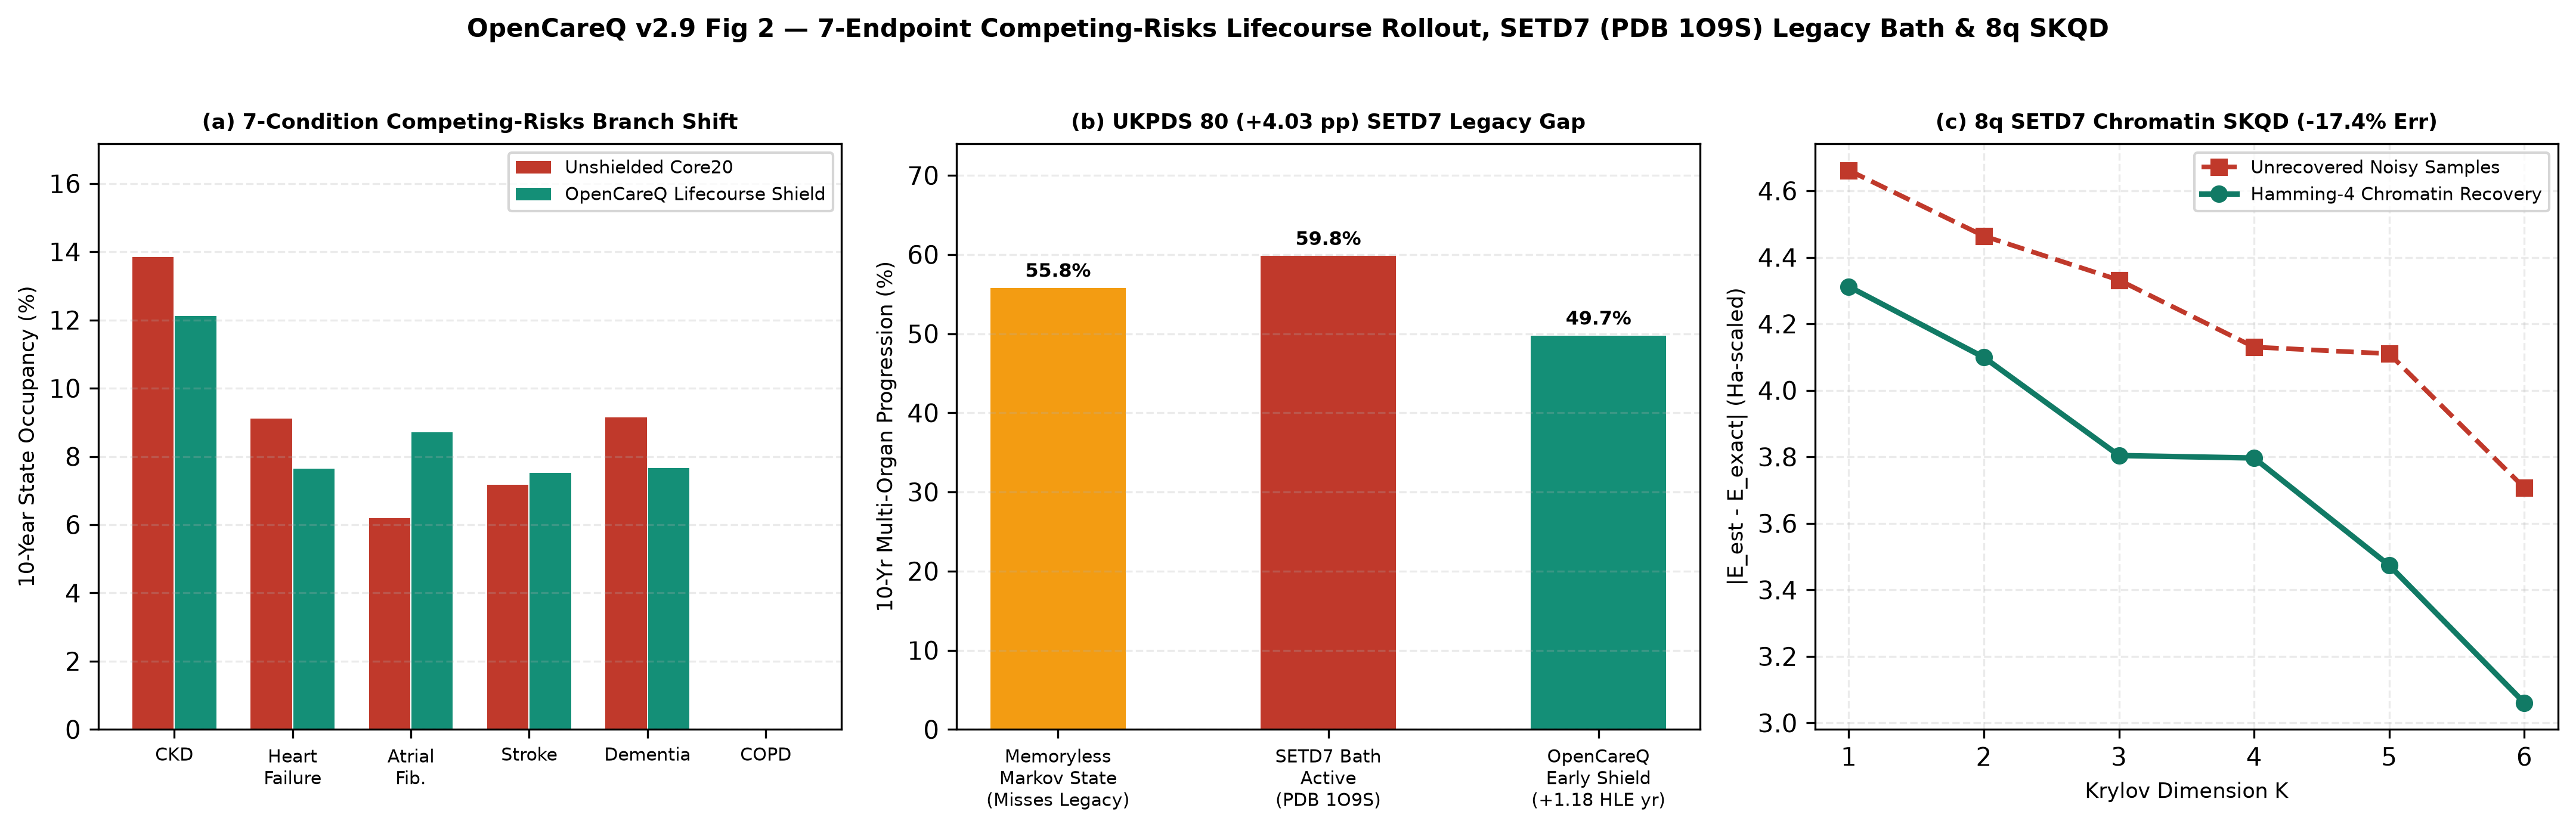 OpenCareQ v2.9 Fig 2 — 7-Endpoint Competing-Risks Lifecourse Rollout, SETD7 (PDB 1O9S) Legacy Bath & 8q SKQD
(a) 7-Condition Competing-Risks Branch Shift
Unshielded Core20
OpenCareQ Lifecourse Shield
10-Year State Occupancy (%)
16
14
12
10
8
6
4
2
0
CKD
Heart
Failure
Atrial
Fib.
Stroke
Dementia
COPD
(b) UKPDS 80 (+4.03 pp) SETD7 Legacy Gap
10-Yr Multi-Organ Progression (%)
70
60
50
40
30
20
10
0
55.8%
59.8%
49.7%
Memoryless
Markov State
(Misses Legacy)
SETD7 Bath
Active
(PDB 1O9S)
OpenCareQ
Early Shield
(+1.18 HLE yr)
(c) 8q SETD7 Chromatin SKQD (-17.4% Err)
Unrecovered Noisy Samples
Hamming-4 Chromatin Recovery
|E_est - E_exact| (Ha-scaled)
4.6
4.4
4.2
4.0
3.8
3.6
3.4
3.2
3.0
1
2
3
4
5
6
Krylov Dimension K